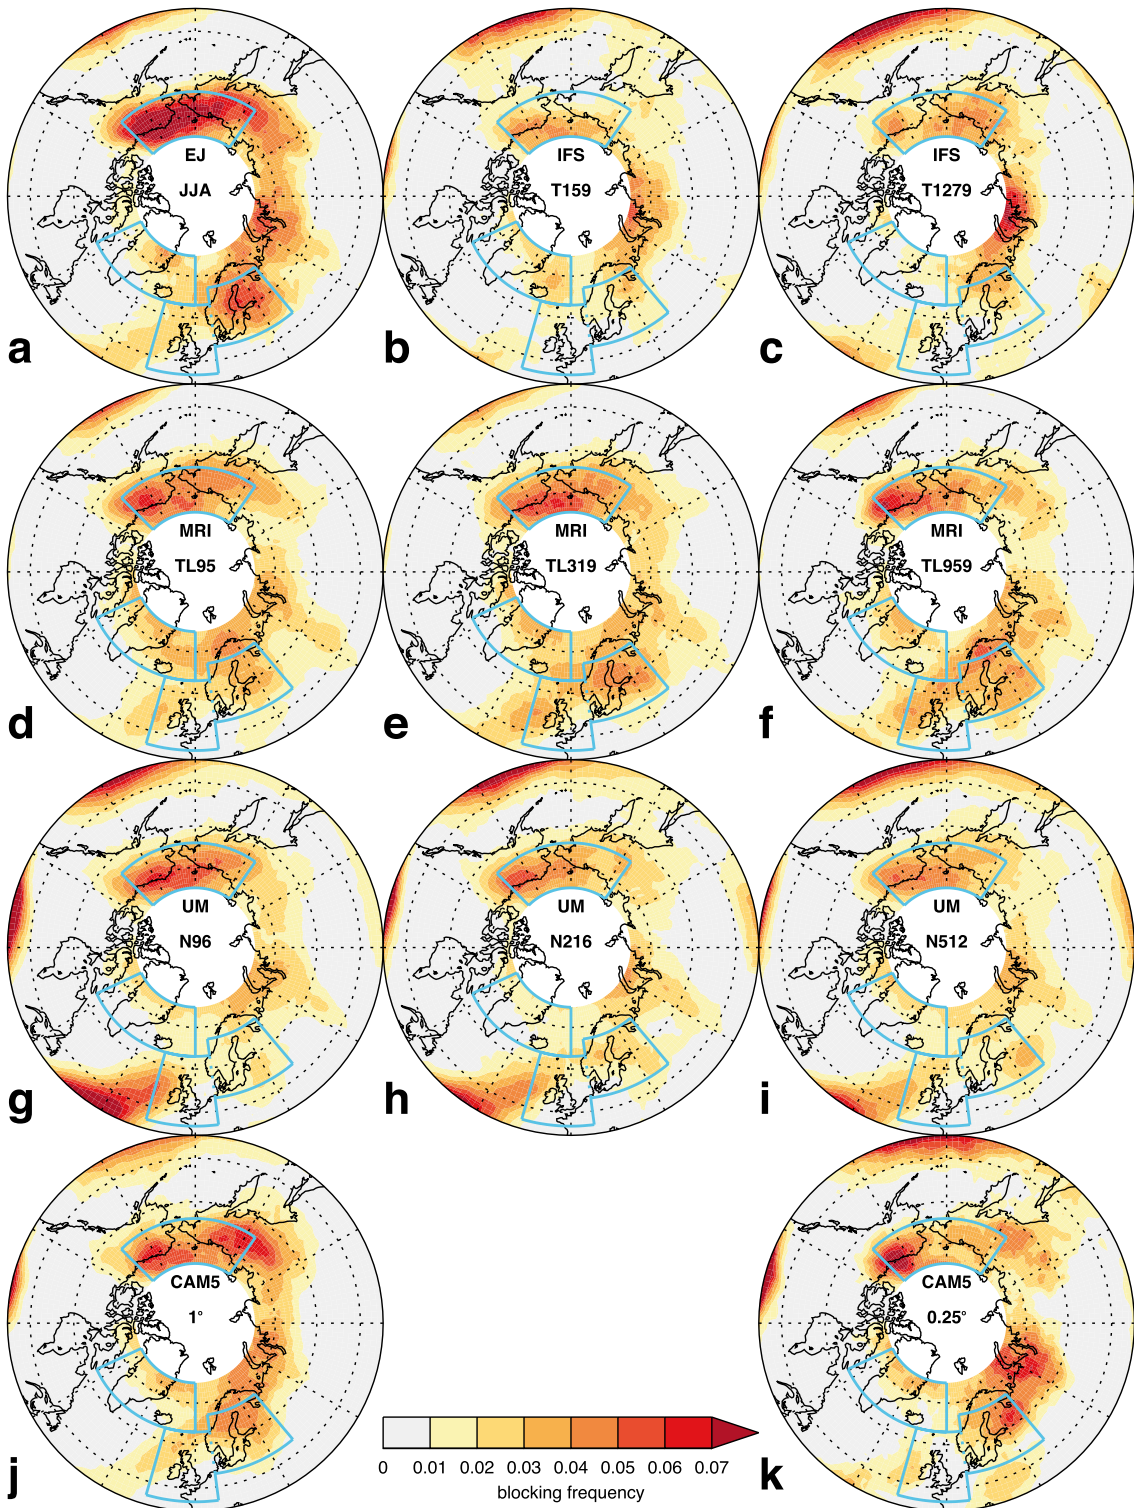 EJ
JJA
a
IFS
T159
b
IFS
T1279
c
MRI
TL95
d
MRI
TL319
e
MRI
TL959
f
UM
N96
g
UM
N216
h
UM
N512
i
CAM5
1°
j
CAM5
0.25°
k
0 0.01 0.02 0.03 0.04 0.05 0.06 0.07
blocking frequency